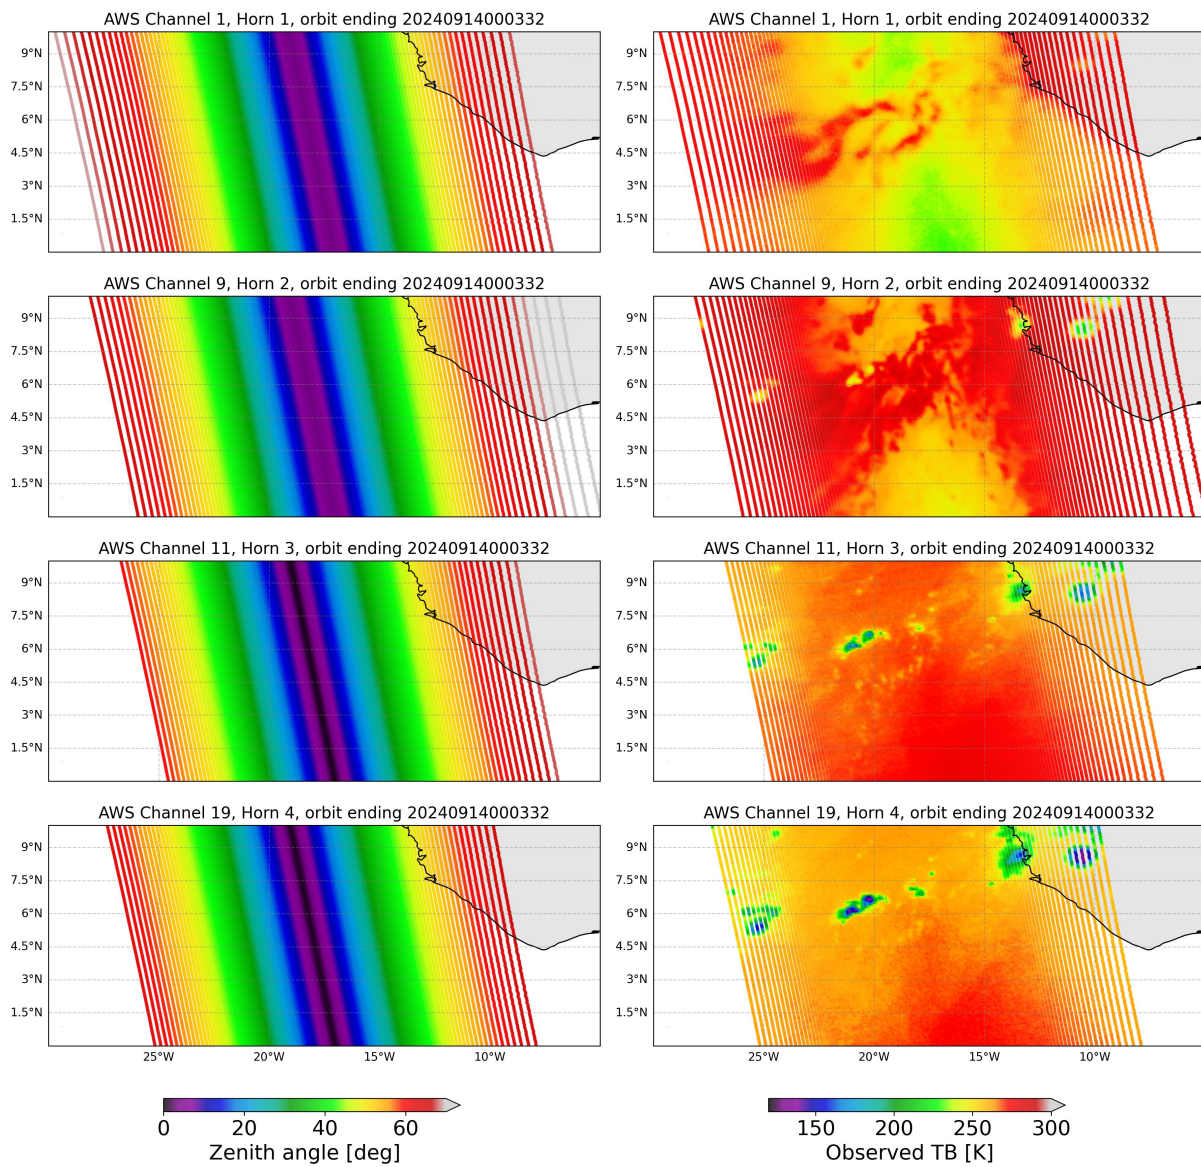 AWS Channel 1, Horn 1, orbit ending 20240914000332
AWS Channel 1, Horn 1, orbit ending 20240914000332
9°N
7.5°N
6°N
4.5°N
3°N
1.5°N
9°N
7.5°N
6°N
4.5°N
3°N
1.5°N
AWS Channel 9, Horn 2, orbit ending 20240914000332
AWS Channel 9, Horn 2, orbit ending 20240914000332
9°N
7.5°N
6°N
4.5°N
3°N
1.5°N
9°N
7.5°N
6°N
4.5°N
3°N
1.5°N
AWS Channel 11, Horn 3, orbit ending 20240914000332
AWS Channel 11, Horn 3, orbit ending 20240914000332
9°N
7.5°N
6°N
4.5°N
3°N
1.5°N
9°N
7.5°N
6°N
4.5°N
3°N
1.5°N
25°W
25°W
AWS Channel 19, Horn 4, orbit ending 20240914000332
AWS Channel 19, Horn 4, orbit ending 20240914000332
9°N
7.5°N
6°N
4.5°N
3°N
1.5°N
9°N
7.5°N
6°N
4.5°N
3°N
1.5°N
25°W 20°W 15°W 10°W
25°W 20°W 15°W 10°W
0 20 40 60
Zenith angle [deg]
150 200 250 300
Observed TB [K]